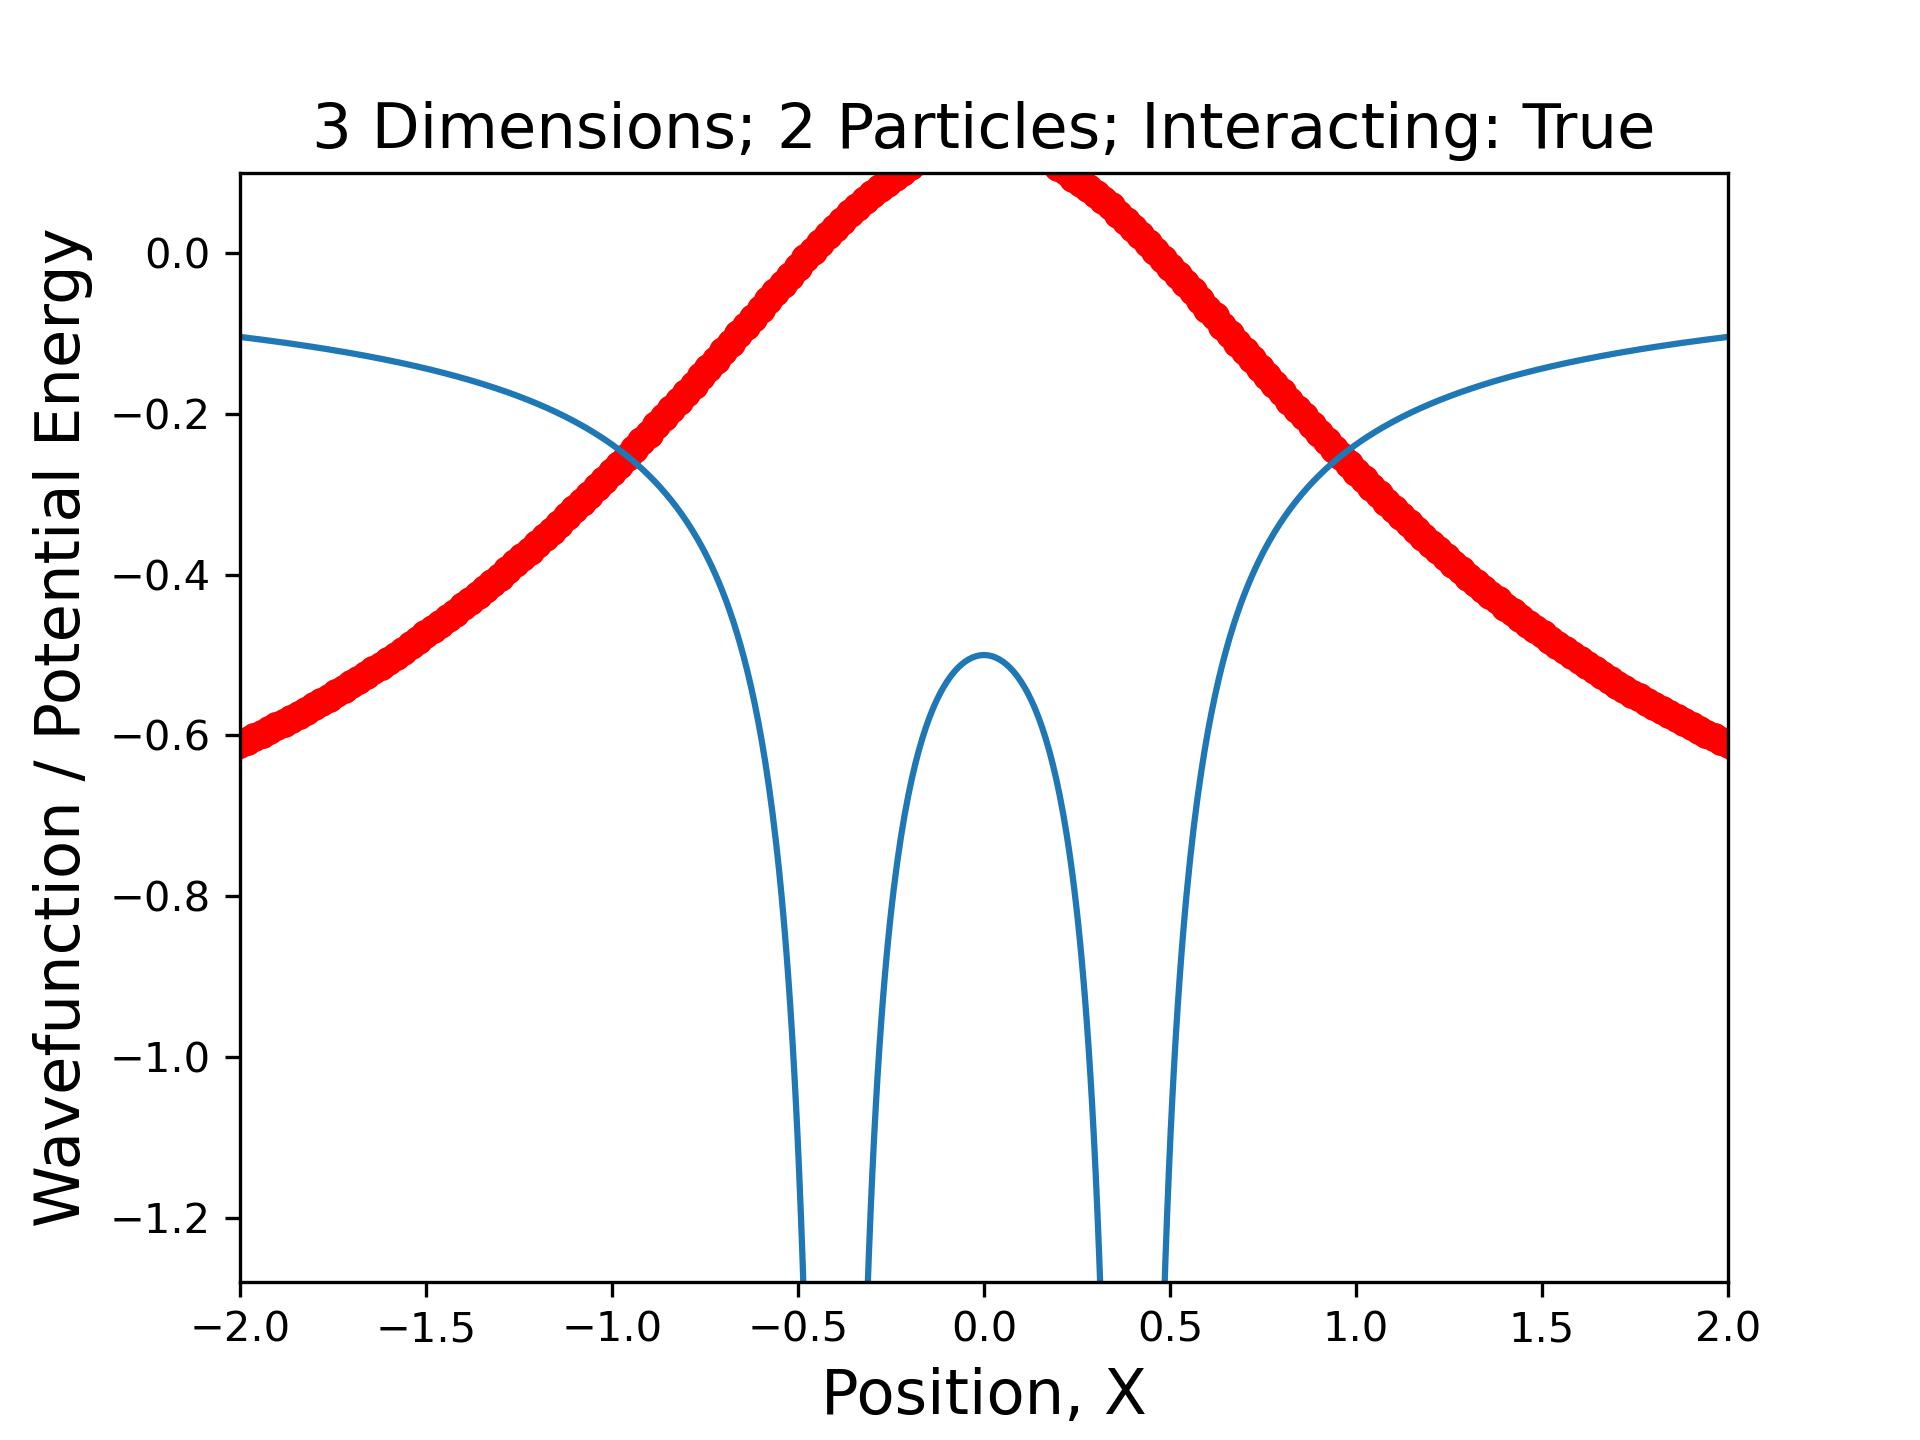 3 Dimensions; 2 Particles; Interacting: True
Wavefunction / Potential Energy
0.0
−0.2
−0.4
−0.6
−0.8
−1.0
−1.2
−2.0 −1.5 −1.0 −0.5 0.0 0.5 1.0 1.5 2.0
Position, X